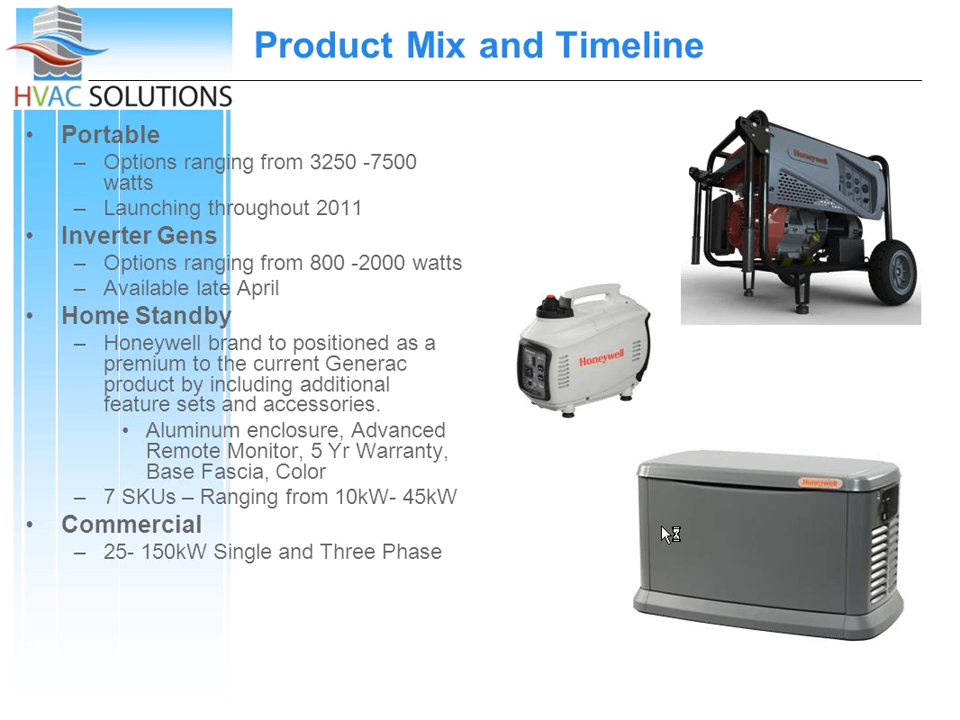 Product Mix and Timeline
HVAC SOLUTIONS
• Portable
– Options ranging from 3250 -7500
watts
– Launching throughout 2011
• Inverter Gens
– Options ranging from 800 -2000 watts
– Available late April
• Home Standby
– Honeywell brand to positioned as a
premium to the current Generac
product by including additional
feature sets and accessories.
• Aluminum enclosure, Advanced
Remote Monitor, 5 Yr Warranty,
Base Fascia, Color
– 7 SKUs – Ranging from 10kW- 45kW
• Commercial
– 25- 150kW Single and Three Phase
Honeywell
Honeywell
Honeywell